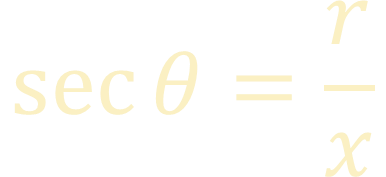 sec θ = r/x